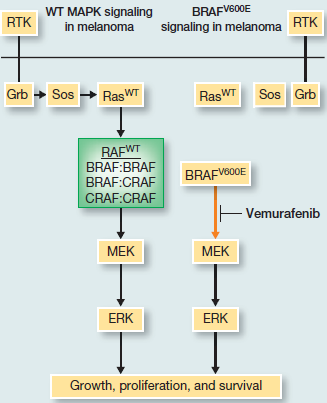 RTK
WT MAPK signaling
in melanoma
BRAFV600E
signaling in melanoma
RTK
Grb
Sos
RasWT
RasWT
Sos
Grb
RAFWT
BRAF:BRAF
BRAF:CRAF
CRAF:CRAF
BRAFV600E
Vemurafenib
MEK
MEK
ERK
ERK
Growth, proliferation, and survival